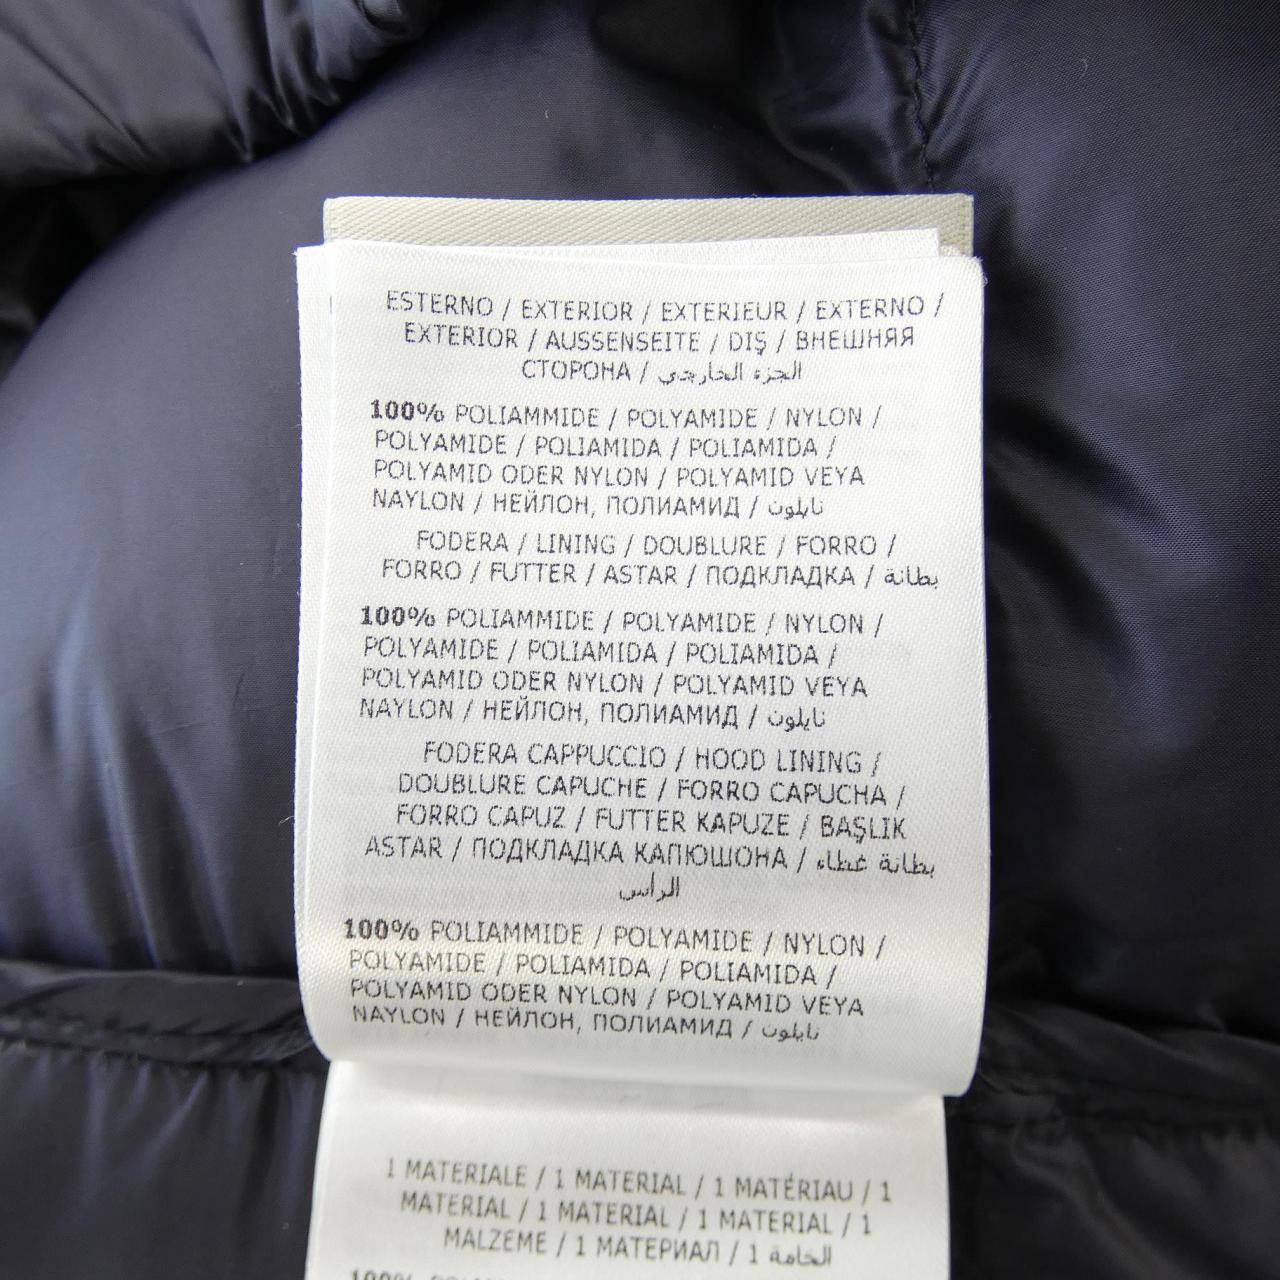 ESTERNO / EXTERIOR / EXTERIEUR / EXTERNO /
EXTERIOR / AUSSENSEITE / DIŞ / ВНЕШНЯЯ
СТОРОНА / الجزء الخارجي
100% POLIAMMIDE / POLYAMIDE / NYLON /
POLYAMIDE / POLIAMIDA / POLIAMIDA /
POLYAMID ODER NYLON / POLYAMID VEYA
NAYLON / НЕЙЛОН, ПОЛИАМИД / نايلون
FODERA / LINING / DOUBLURE / FORRO /
FORRO / FUTTER / ASTAR / ПОДКЛАДКА / بطانة
100% POLIAMMIDE / POLYAMIDE / NYLON /
POLYAMIDE / POLIAMIDA / POLIAMIDA /
POLYAMID ODER NYLON / POLYAMID VEYA
NAYLON / НЕЙЛОН, ПОЛИАМИД / نايلون
FODERA CAPPUCCIO / HOOD LINING /
DOUBLURE CAPUCHE / FORRO CAPUCHA /
FORRO CAPUZ / FUTTER KAPUZE / BAŞLIK
ASTAR / ПОДКЛАДКА КАПЮШОНА / بطانة غطاء
الرأس
100% POLIAMMIDE / POLYAMIDE / NYLON /
POLYAMIDE / POLIAMIDA / POLIAMIDA /
POLYAMID ODER NYLON / POLYAMID VEYA
NAYLON / НЕЙЛОН, ПОЛИАМИД / نايلون
1 MATERIALE / 1 MATERIAL / 1 MATÉRIAU / 1
MATERIAL / 1 MATERIAL / 1 MATERIAL / 1
MALZEME / 1 МАТЕРИАЛ / 1 الخامة
100%